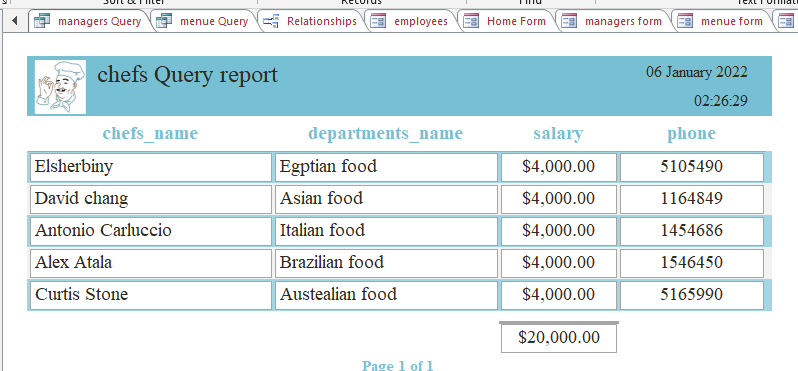 Sort & Filter Records Find Text Formatti
managers Query menue Query Relationships employees Home Form managers form menue form
chefs Query report 06 January 2022
02:26:29
chefs_name departments_name salary phone
Elsherbiny Egptian food $4,000.00 5105490
David chang Asian food $4,000.00 1164849
Antonio Carluccio Italian food $4,000.00 1454686
Alex Atala Brazilian food $4,000.00 1546450
Curtis Stone Austealian food $4,000.00 5165990
$20,000.00
Page 1 of 1